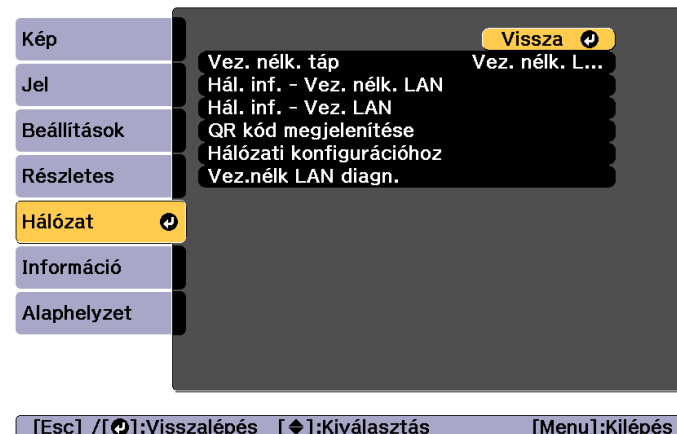 Kép
Jel
Beállítások
Részletes
Hálózat
Információ
Alaphelyzet
Vissza
Vez. nélk. táp Vez. nélk. L...
Hál. inf. - Vez. nélk. LAN
Hál. inf. - Vez. LAN
QR kód megjelenítése
Hálózati konfigurációhoz
Vez.nélk LAN diagn.
[Esc] /[ ]:Visszalépés [ ]:Kiválasztás [Menu]:Kilépés